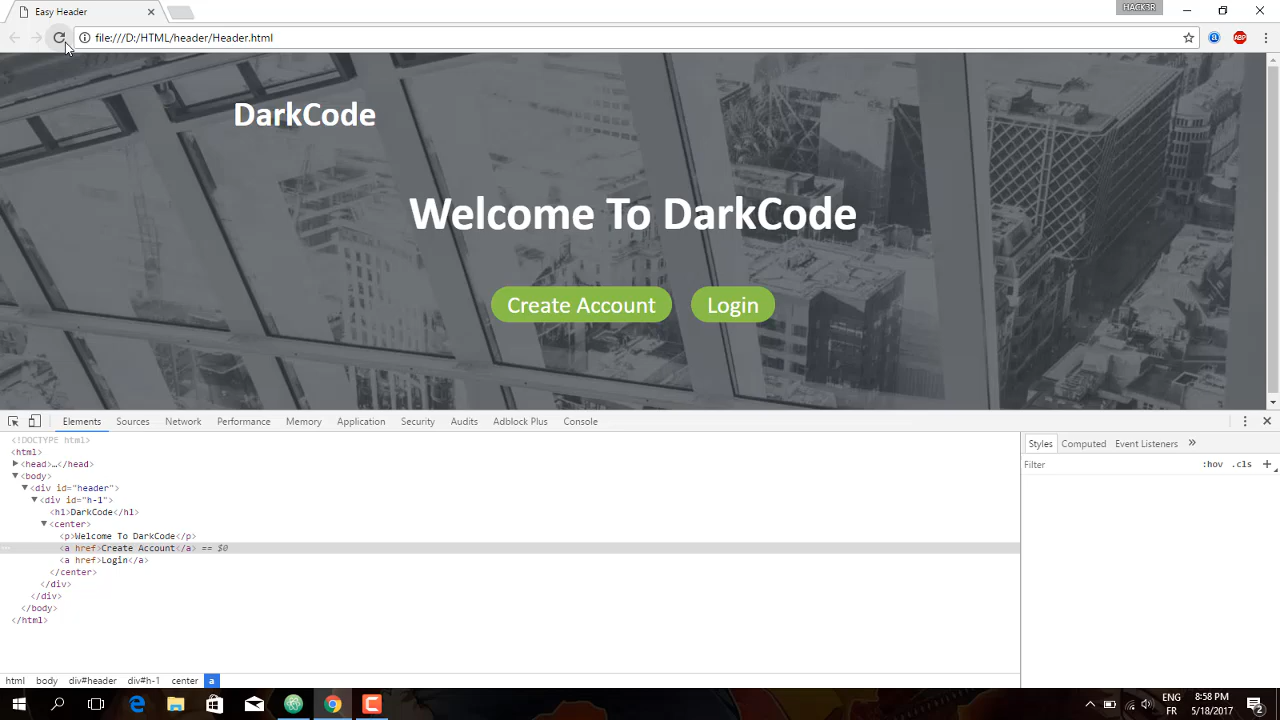 Easy Header
HACK3R
file:///D:/HTML/header/Header.html
ABP
DarkCode
Welcome To DarkCode
Create Account Login
Elements Sources Network Performance Memory Application Security Audits Adblock Plus Console
<!DOCTYPE html>
<html>
<head>…</head>
<body>
<div id="header">
<div id="h-1">
<h1>DarkCode</h1>
<center>
<p>Welcome To DarkCode</p>
<a href>Create Account</a> == $0
<a href>Login</a>
</center>
</div>
</div>
</body>
</html>
Styles Computed Event Listeners »
Filter :hov .cls +
html body div#header div#h-1 center a
ENG 8:58 PM
FR 5/18/2017
2